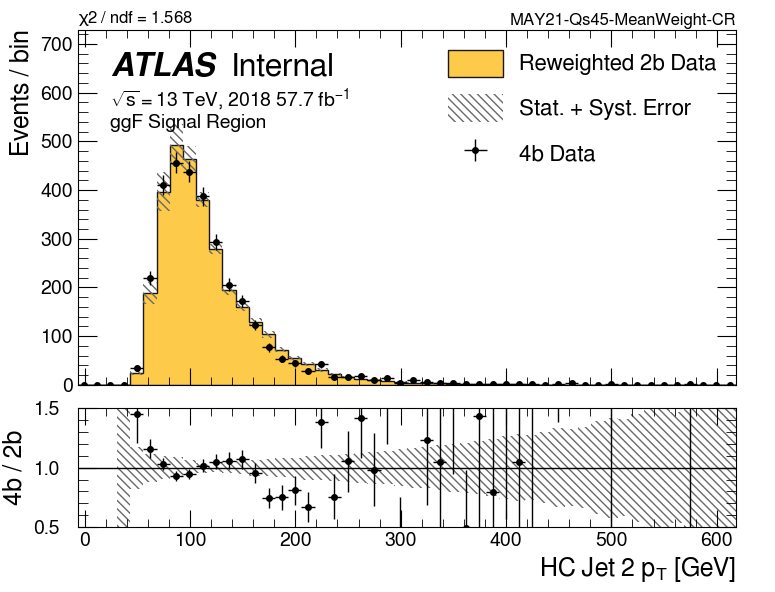 χ2 / ndf = 1.568
MAY21-Qs45-MeanWeight-CR
Events / bin
700
600
500
400
300
200
100
0
ATLAS Internal
√s = 13 TeV, 2018 57.7 fb⁻¹
ggF Signal Region
Reweighted 2b Data
Stat. + Syst. Error
4b Data
4b / 2b
1.5
1.0
0.5
0 100 200 300 400 500 600
HC Jet 2 pT [GeV]